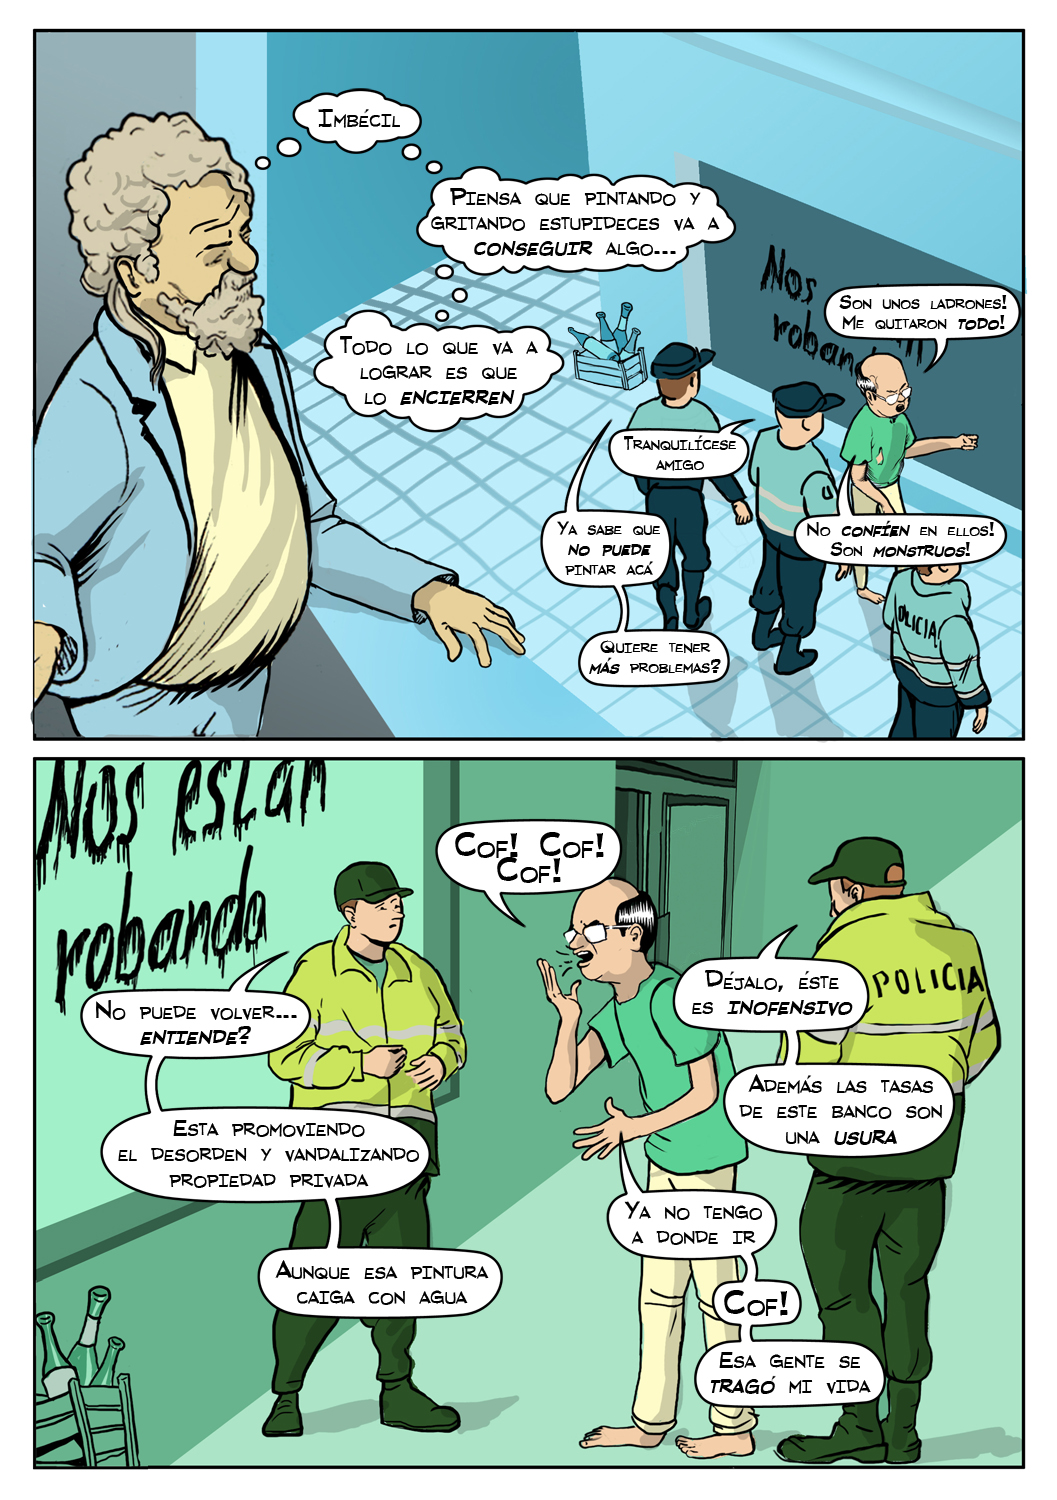 Imbécil
Piensa que pintando y
gritando estupideces va a
conseguir algo...
Todo lo que va a
lograr es que
lo encierren
Nos
roban
an
Son unos ladrones!
Me quitaron todo!
Tranquilícese
amigo
Ya sabe que
no puede
pintar acá
Quiere tener
más problemas?
No confíen en ellos!
Son monstruos!
POLICIA
Nos estan
robando
Cof! Cof!
Cof!
No puede volver...
entiende?
Esta promoviendo
el desorden y vandalizando
propiedad privada
Aunque esa pintura
caiga con agua
Déjalo, éste
es inofensivo
POLICIA
Además las tasas
de este banco son
una usura
Ya no tengo
a donde ir
Cof!
Esa gente se
tragó mi vida